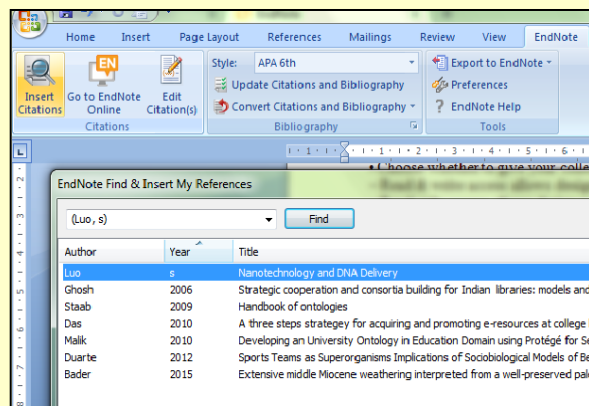 Home Insert Page Layout References Mailings Review View EndNote
Insert Citations
Go to EndNote Online
Edit Citation(s)
Citations
Style: APA 6th
Update Citations and Bibliography
Convert Citations and Bibliography
Bibliography
Export to EndNote
Preferences
EndNote Help
Tools
• Choose whether to give your colle
EndNote Find & Insert My References
(Luo, s) Find
Author Year Title
Luo s Nanotechnology and DNA Delivery
Ghosh 2006 Strategic cooperation and consortia building for Indian libraries: models and
Staab 2009 Handbook of ontologies
Das 2010 A three steps strategey for acquiring and promoting e-resources at college
Malik 2010 Developing an University Ontology in Education Domain using Protégé for Se
Duarte 2012 Sports Teams as Superorganisms Implications of Sociobiological Models of Be
Bader 2015 Extensive middle Miocene weathering interpreted from a well-preserved pale